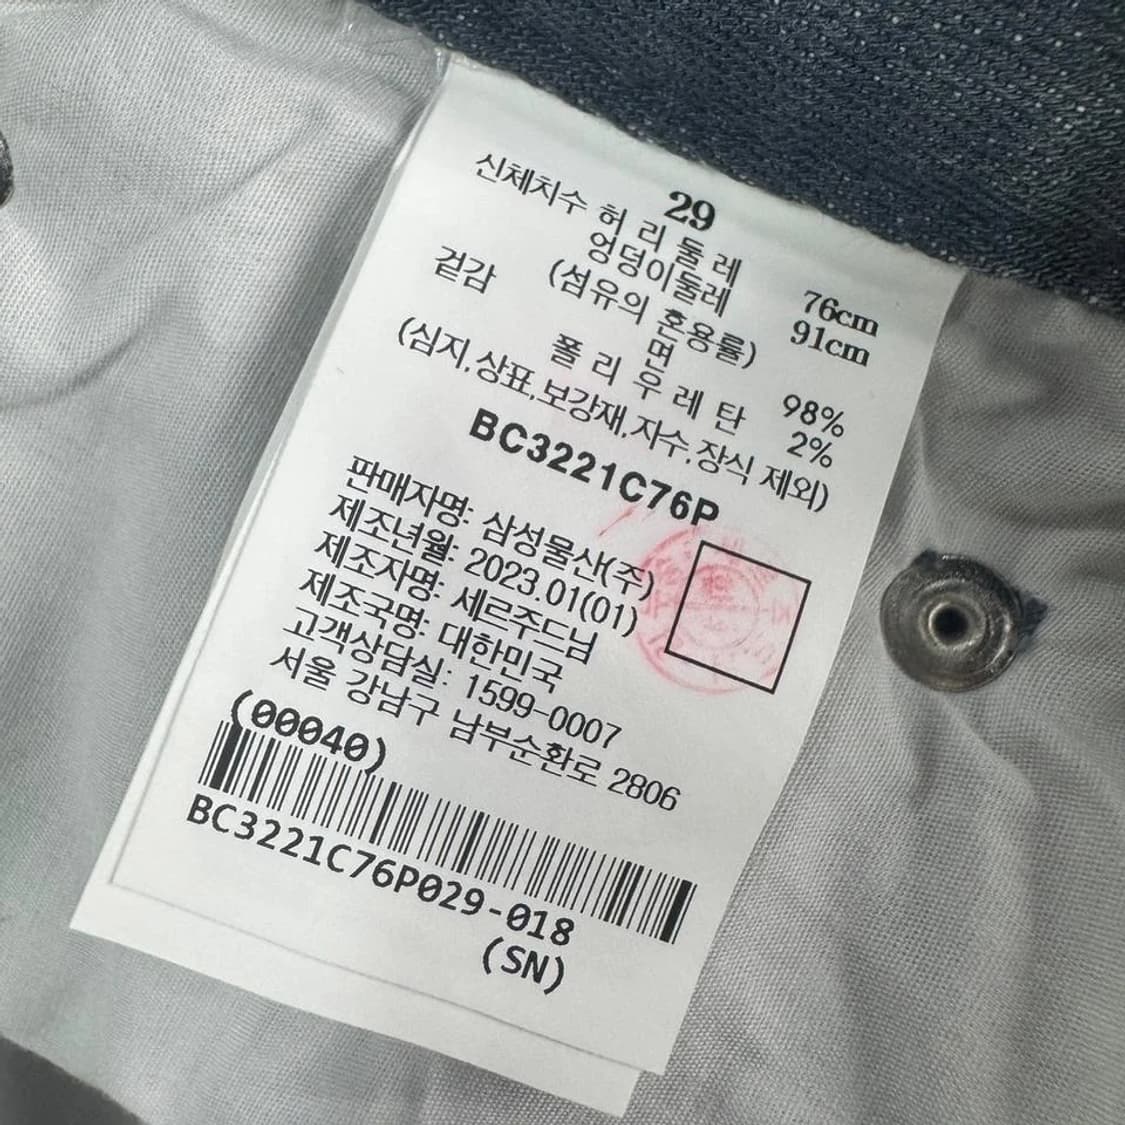 29
신체치수 허 리 둘 레 76cm
엉덩이둘레 91cm
겉감 (섬유의 혼용률)
면 98%
폴 리 우 레 탄 2%
(심지,상표,보강재,자수,장식 제외)
BC3221C76P
판매자명: 삼성물산(주)
제조년월: 2023.01(01)
제조자명: 세르주드님
제조국명: 대한민국
고객상담실: 1599-0007
서울 강남구 남부순환로 2806
(00040)
BC3221C76P029-018
(SN)